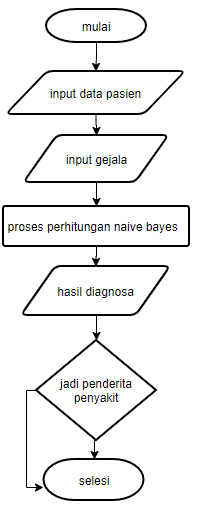 mulai
input data pasien
input gejala
proses perhitungan naive bayes
hasil diagnosa
jadi penderita
penyakit
selesi